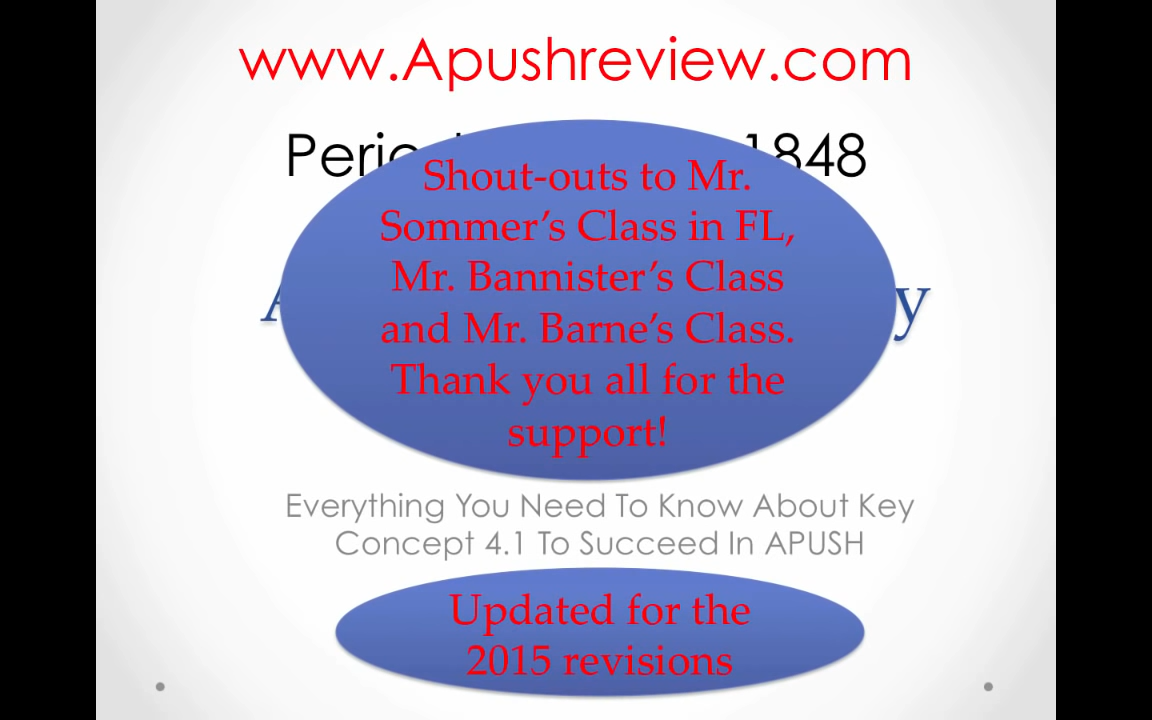 www.Apushreview.com
1848
Shout-outs to Mr.
Sommer's Class in FL,
Mr. Bannister's Class
and Mr. Barne's Class.
Thank you all for the
support!
Everything You Need To Know About Key
Concept 4.1 To Succeed In APUSH
Updated for the
2015 revisions